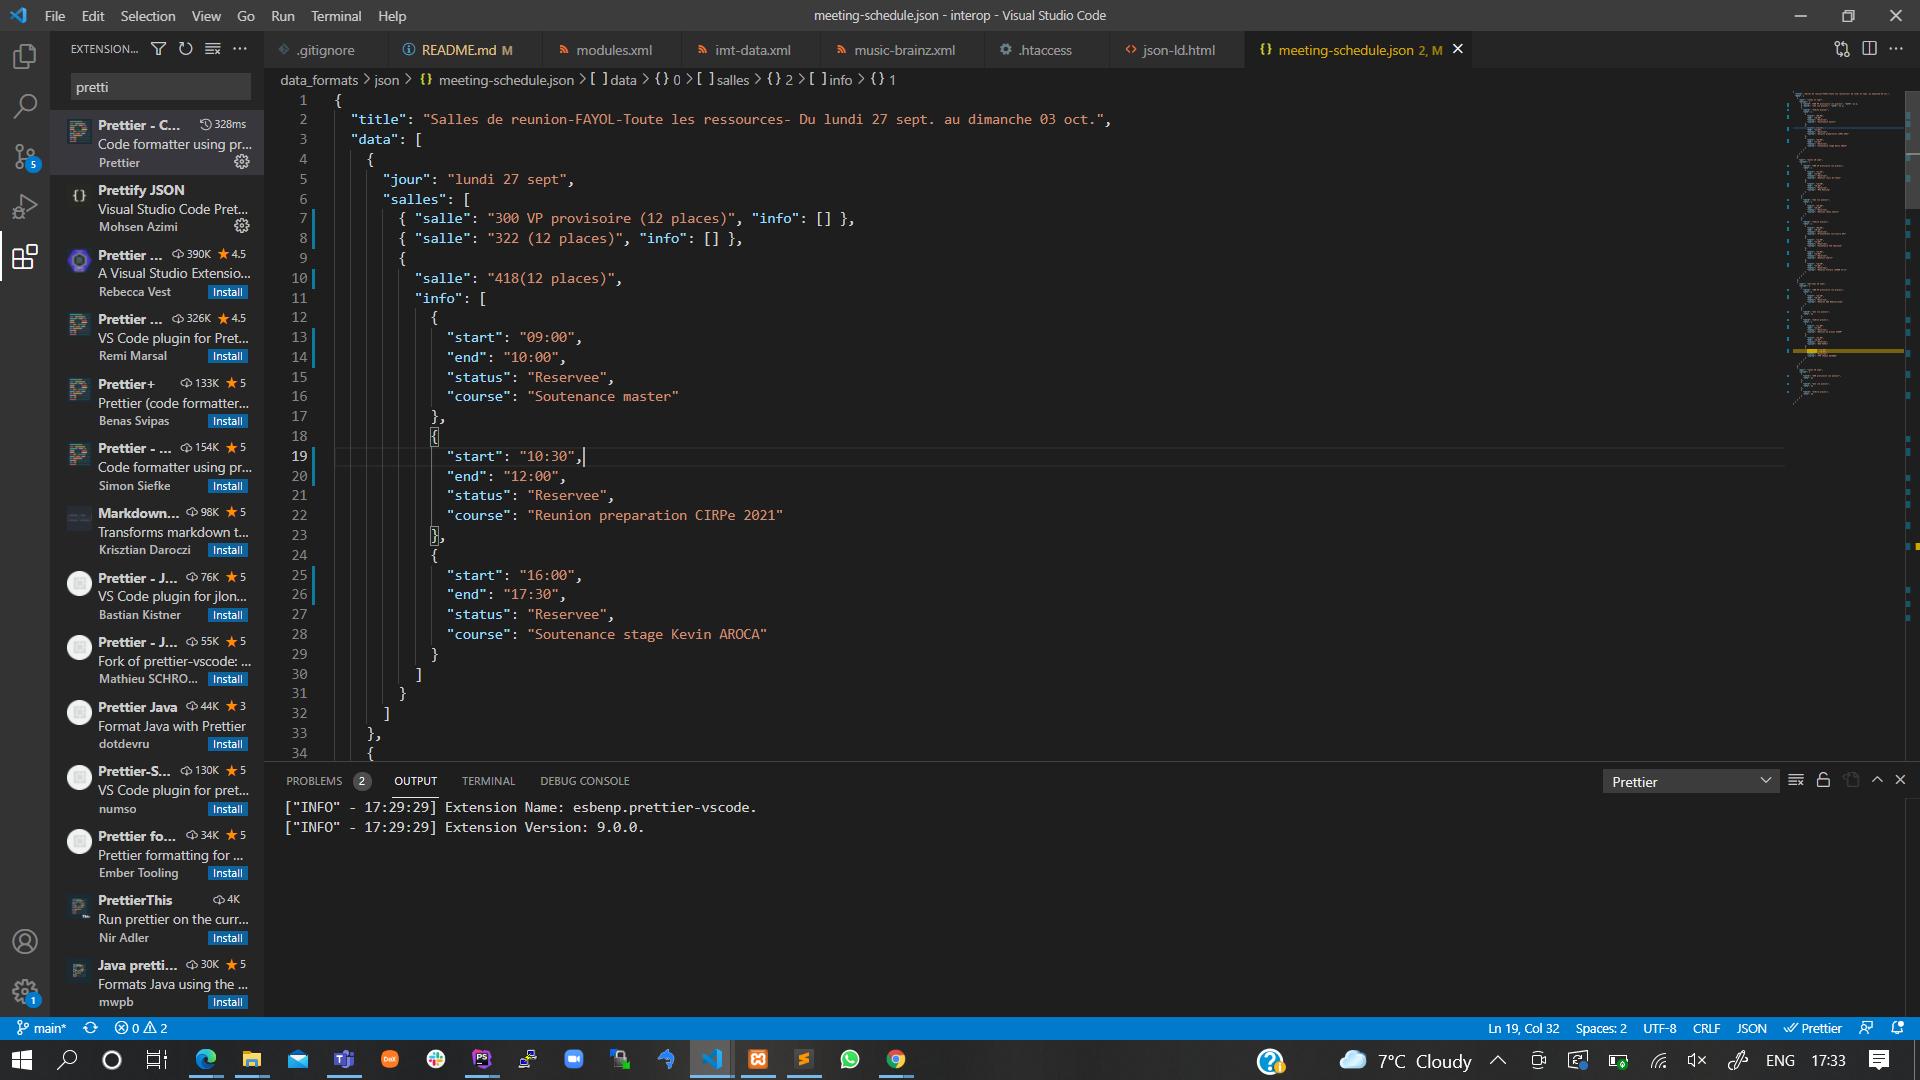 File Edit Selection View Go Run Terminal Help
meeting-schedule.json - interop - Visual Studio Code
EXTENSION...
.gitignore
README.md M
modules.xml
imt-data.xml
music-brainz.xml
.htaccess
json-ld.html
meeting-schedule.json 2, M
pretti
data_formats > json > {} meeting-schedule.json > [ ] data > {} 0 > [ ] salles > {} 2 > [ ] info > {} 1
Prettier - C... 328ms
Code formatter using pr...
Prettier
Prettify JSON
Visual Studio Code Pret...
Mohsen Azimi
Prettier ... 390K ★ 4.5
A Visual Studio Extensio...
Rebecca Vest Install
Prettier ... 326K ★ 4.5
VS Code plugin for Pret...
Remi Marsal Install
Prettier+ 133K ★ 5
Prettier (code formatter...
Benas Svipas Install
Prettier - ... 154K ★ 5
Code formatter using pr...
Simon Siefke Install
Markdown... 98K ★ 5
Transforms markdown t...
Krisztian Daroczi Install
Prettier - J... 76K ★ 5
VS Code plugin for jlon...
Bastian Kistner Install
Prettier - J... 55K ★ 5
Fork of prettier-vscode: ...
Mathieu SCHRO... Install
Prettier Java 44K ★ 3
Format Java with Prettier
dotdevru Install
Prettier-S... 130K ★ 5
VS Code plugin for pret...
numso Install
Prettier fo... 34K ★ 5
Prettier formatting for ...
Ember Tooling Install
PrettierThis 4K
Run prettier on the curr...
Nir Adler Install
Java pretti... 30K ★ 5
Formats Java using the ...
mwpb Install
5
1
1 {
2 "title": "Salles de reunion-FAYOL-Toute les ressources- Du lundi 27 sept. au dimanche 03 oct.",
3 "data": [
4 {
5 "jour": "lundi 27 sept",
6 "salles": [
7 { "salle": "300 VP provisoire (12 places)", "info": [] },
8 { "salle": "322 (12 places)", "info": [] },
9 {
10 "salle": "418(12 places)",
11 "info": [
12 {
13 "start": "09:00",
14 "end": "10:00",
15 "status": "Reservee",
16 "course": "Soutenance master"
17 },
18 {
19 "start": "10:30",
20 "end": "12:00",
21 "status": "Reservee",
22 "course": "Reunion preparation CIRPe 2021"
23 },
24 {
25 "start": "16:00",
26 "end": "17:30",
27 "status": "Reservee",
28 "course": "Soutenance stage Kevin AROCA"
29 }
30 ]
31 }
32 ]
33 },
34 {
PROBLEMS 2 OUTPUT TERMINAL DEBUG CONSOLE
Prettier
["INFO" - 17:29:29] Extension Name: esbenp.prettier-vscode.
["INFO" - 17:29:29] Extension Version: 9.0.0.
main* 0 2
Ln 19, Col 32 Spaces: 2 UTF-8 CRLF JSON Prettier
7°C Cloudy
ENG 17:33